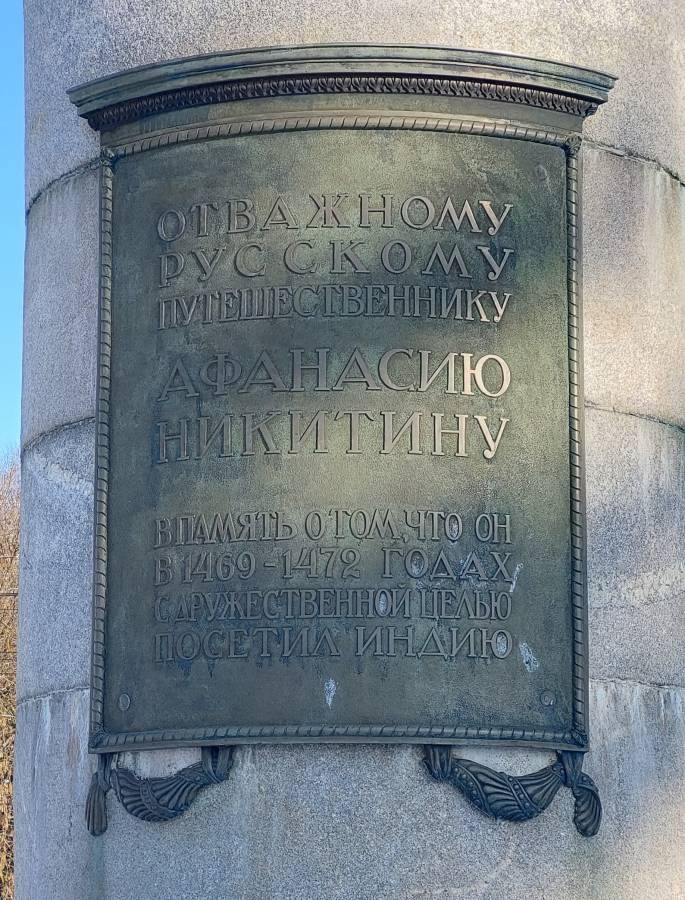 ОТВАЖНОМУ
РУССКОМУ
ПУТЕШЕСТВЕННИКУ
АФАНАСИЮ
НИКИТИНУ
В ПАМЯТЬ О ТОМ, ЧТО ОН
В 1469-1472 ГОДАХ
С ДРУЖЕСТВЕННОЙ ЦЕЛЬЮ
ПОСЕТИЛ ИНДИЮ